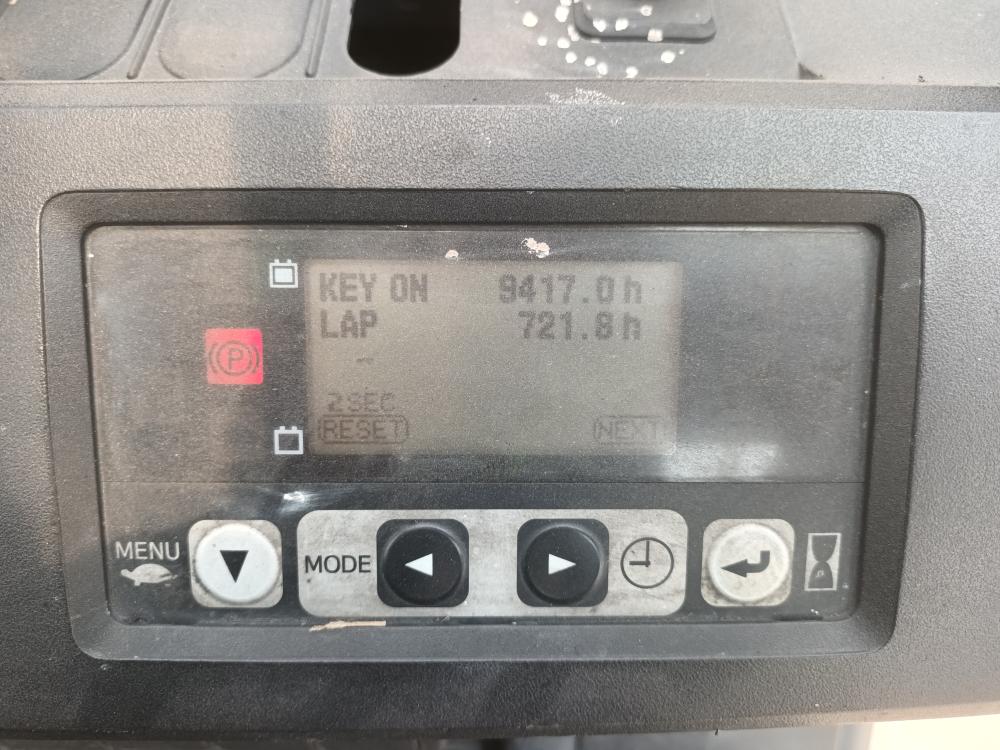 KEY ON 9417.0 h
LAP 721.8 h
(P)
2SEC
RESET NEXT
MENU MODE